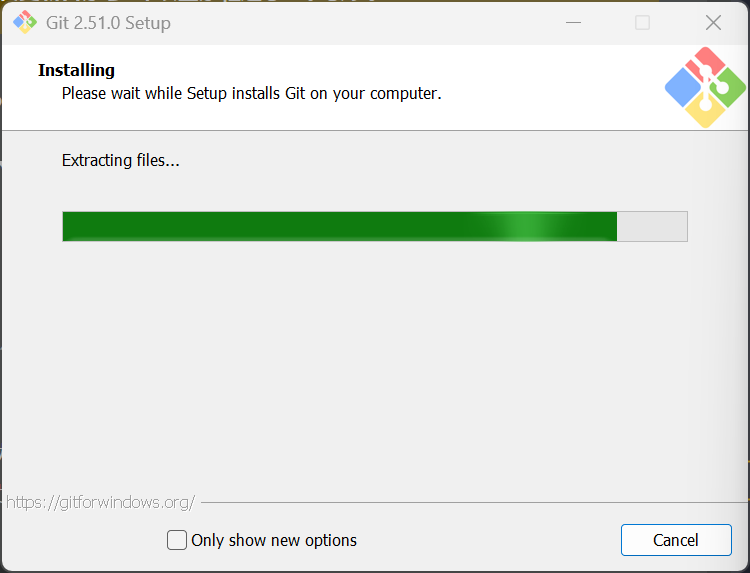 Git 2.51.0 Setup
Installing
Please wait while Setup installs Git on your computer.
Extracting files...
https://gitforwindows.org/
Only show new options
Cancel